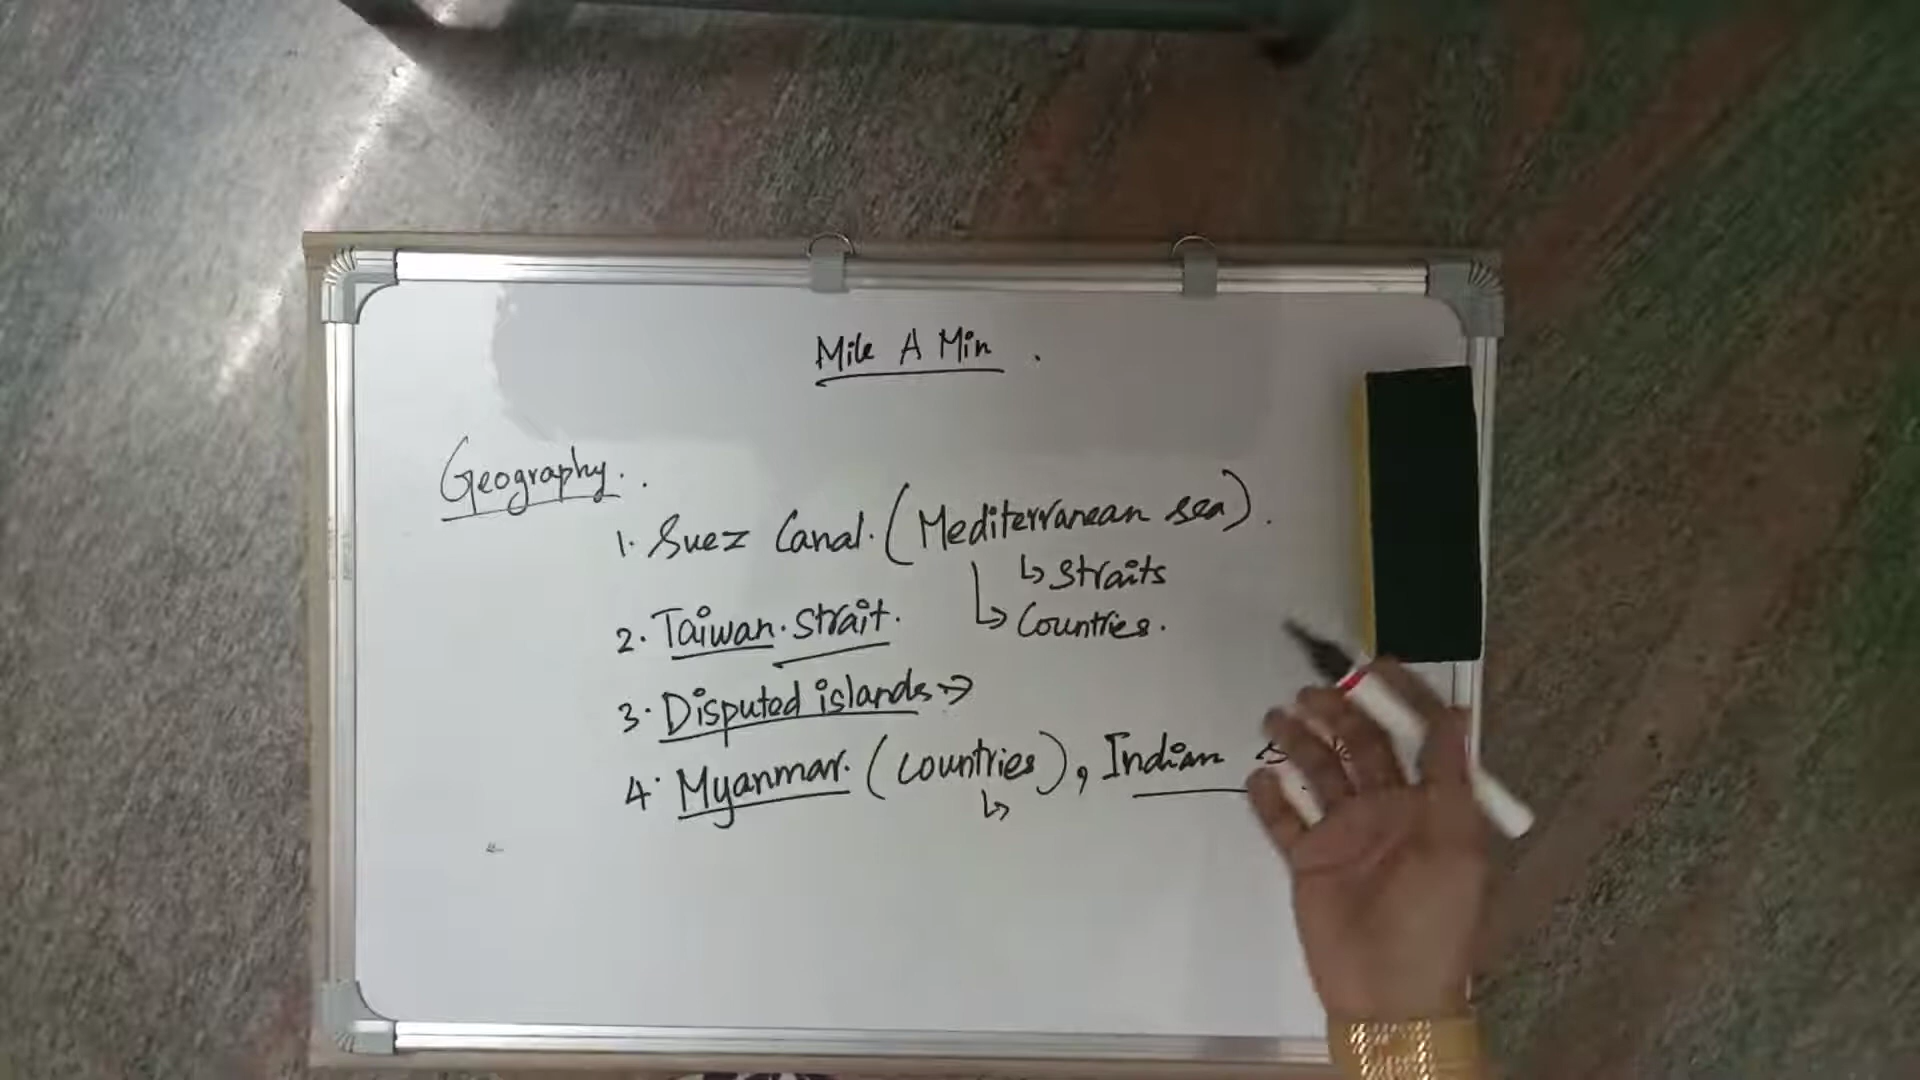 Mile A Min .
Geography. .
1. Suez Canal. (Mediterranean sea).
↳ Straits
↳ Countries.
2. Taiwan. Strait.
3. Disputed islands →
4. Myanmar. (Countries), Indian
↳